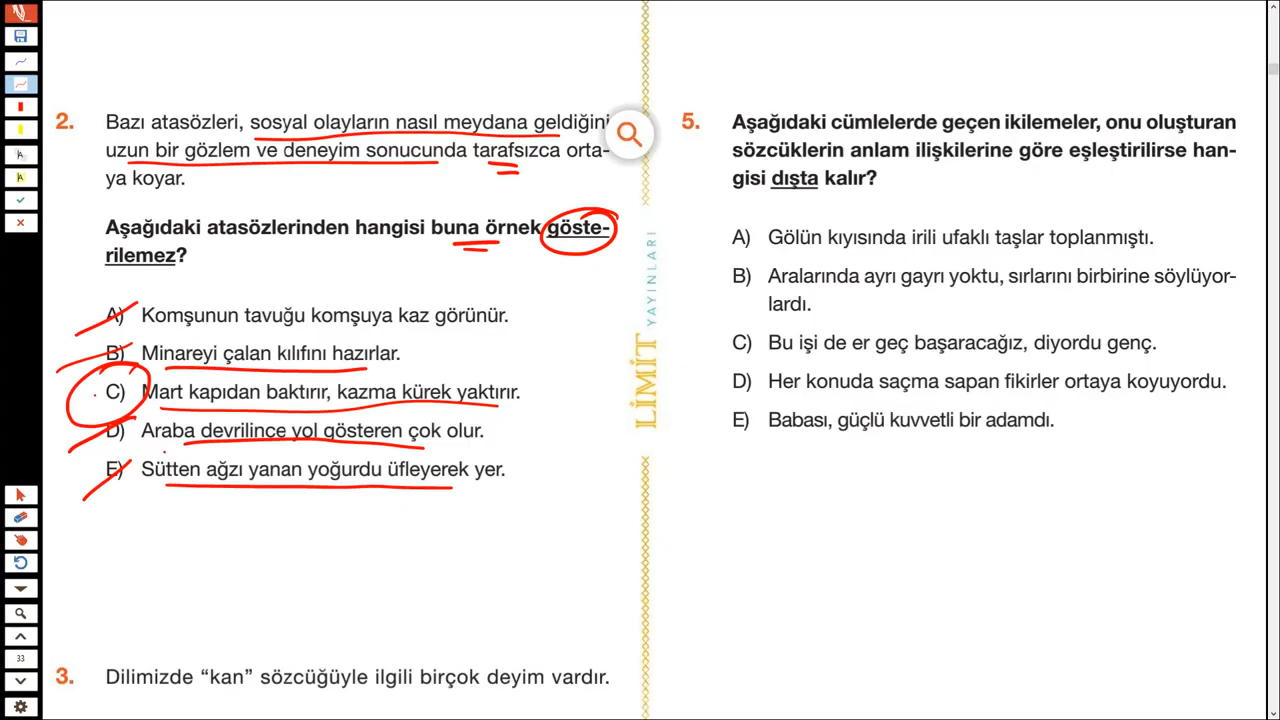 2.
Bazı atasözleri, sosyal olayların nasıl meydana geldiğini
uzun bir gözlem ve deneyim sonucunda tarafsızca orta-
ya koyar.
Aşağıdaki atasözlerinden hangisi buna örnek göste-
rilemez?
A) Komşunun tavuğu komşuya kaz görünür.
B) Minareyi çalan kılıfını hazırlar.
C) Mart kapıdan baktırır, kazma kürek yaktırır.
D) Araba devrilince yol gösteren çok olur.
E) Sütten ağzı yanan yoğurdu üfleyerek yer.
3.
Dilimizde “kan” sözcüğüyle ilgili birçok deyim vardır.
LİMİT YAYINLARI
5.
Aşağıdaki cümlelerde geçen ikilemeler, onu oluşturan
sözcüklerin anlam ilişkilerine göre eşleştirilirse han-
gisi dışta kalır?
A) Gölün kıyısında irili ufaklı taşlar toplanmıştı.
B) Aralarında ayrı gayrı yoktu, sırlarını birbirine söylüyor-
lardı.
C) Bu işi de er geç başaracağız, diyordu genç.
D) Her konuda saçma sapan fikirler ortaya koyuyordu.
E) Babası, güçlü kuvvetli bir adamdı.
33